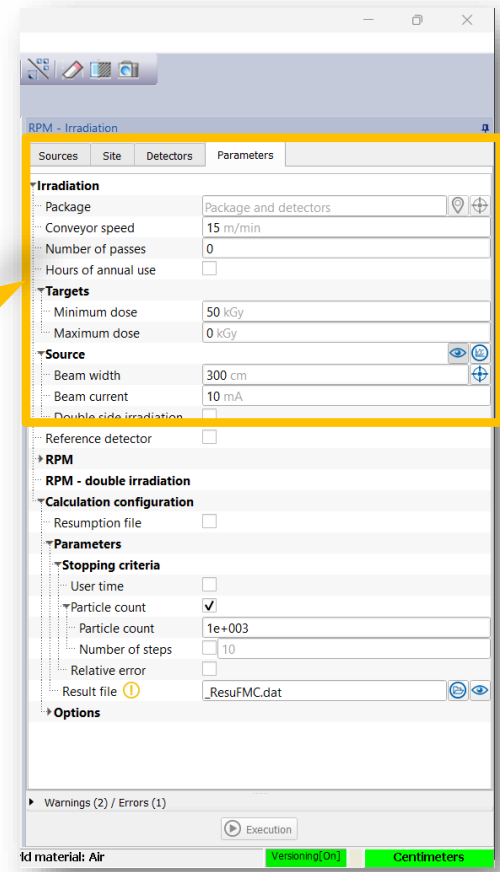 RPM - Irradiation
Sources Site Detectors Parameters
Irradiation
Package Package and detectors
Conveyor speed 15 m/min
Number of passes 0
Hours of annual use
Targets
Minimum dose 50 kGy
Maximum dose 0 kGy
Source
Beam width 300 cm
Beam current 10 mA
Double side irradiation
Reference detector
RPM
RPM - double irradiation
Calculation configuration
Resumption file
Parameters
Stopping criteria
User time
Particle count
Particle count 1e+003
Number of steps 10
Relative error
Result file _ResuFMC.dat
Options
Warnings (2) / Errors (1)
Execution
ld material: Air Versioning[On] Centimeters